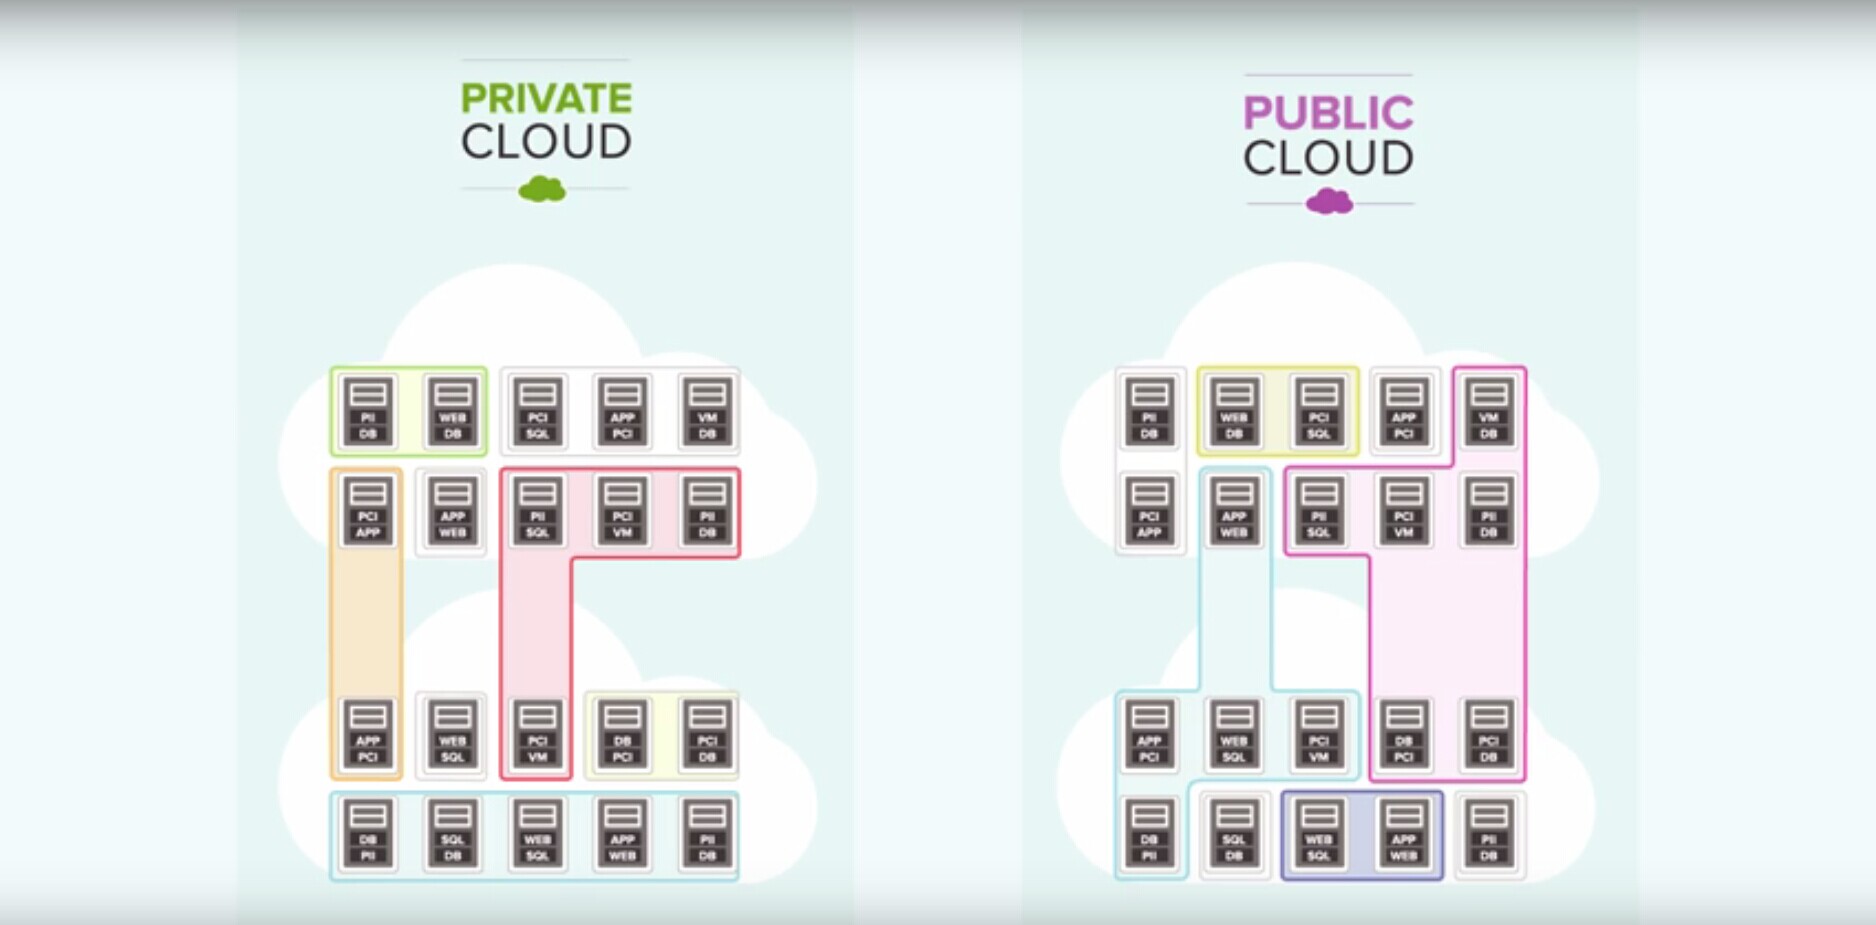 PRIVATE
CLOUD
PII
DB
WEB
DB
PCI
SQL
APP
PCI
VM
DB
PCI
APP
APP
WEB
PII
SQL
PCI
VM
PII
DB
APP
PCI
WEB
SQL
PCI
VM
DB
PCI
PCI
DB
DB
PII
SQL
DB
WEB
SQL
APP
WEB
PII
DB
PUBLIC
CLOUD
PII
DB
WEB
DB
PCI
SQL
APP
PCI
VM
DB
PCI
APP
APP
WEB
PII
SQL
PCI
VM
PII
DB
APP
PCI
WEB
SQL
PCI
VM
DB
PCI
PCI
DB
DB
PII
SQL
DB
WEB
SQL
APP
WEB
PII
DB